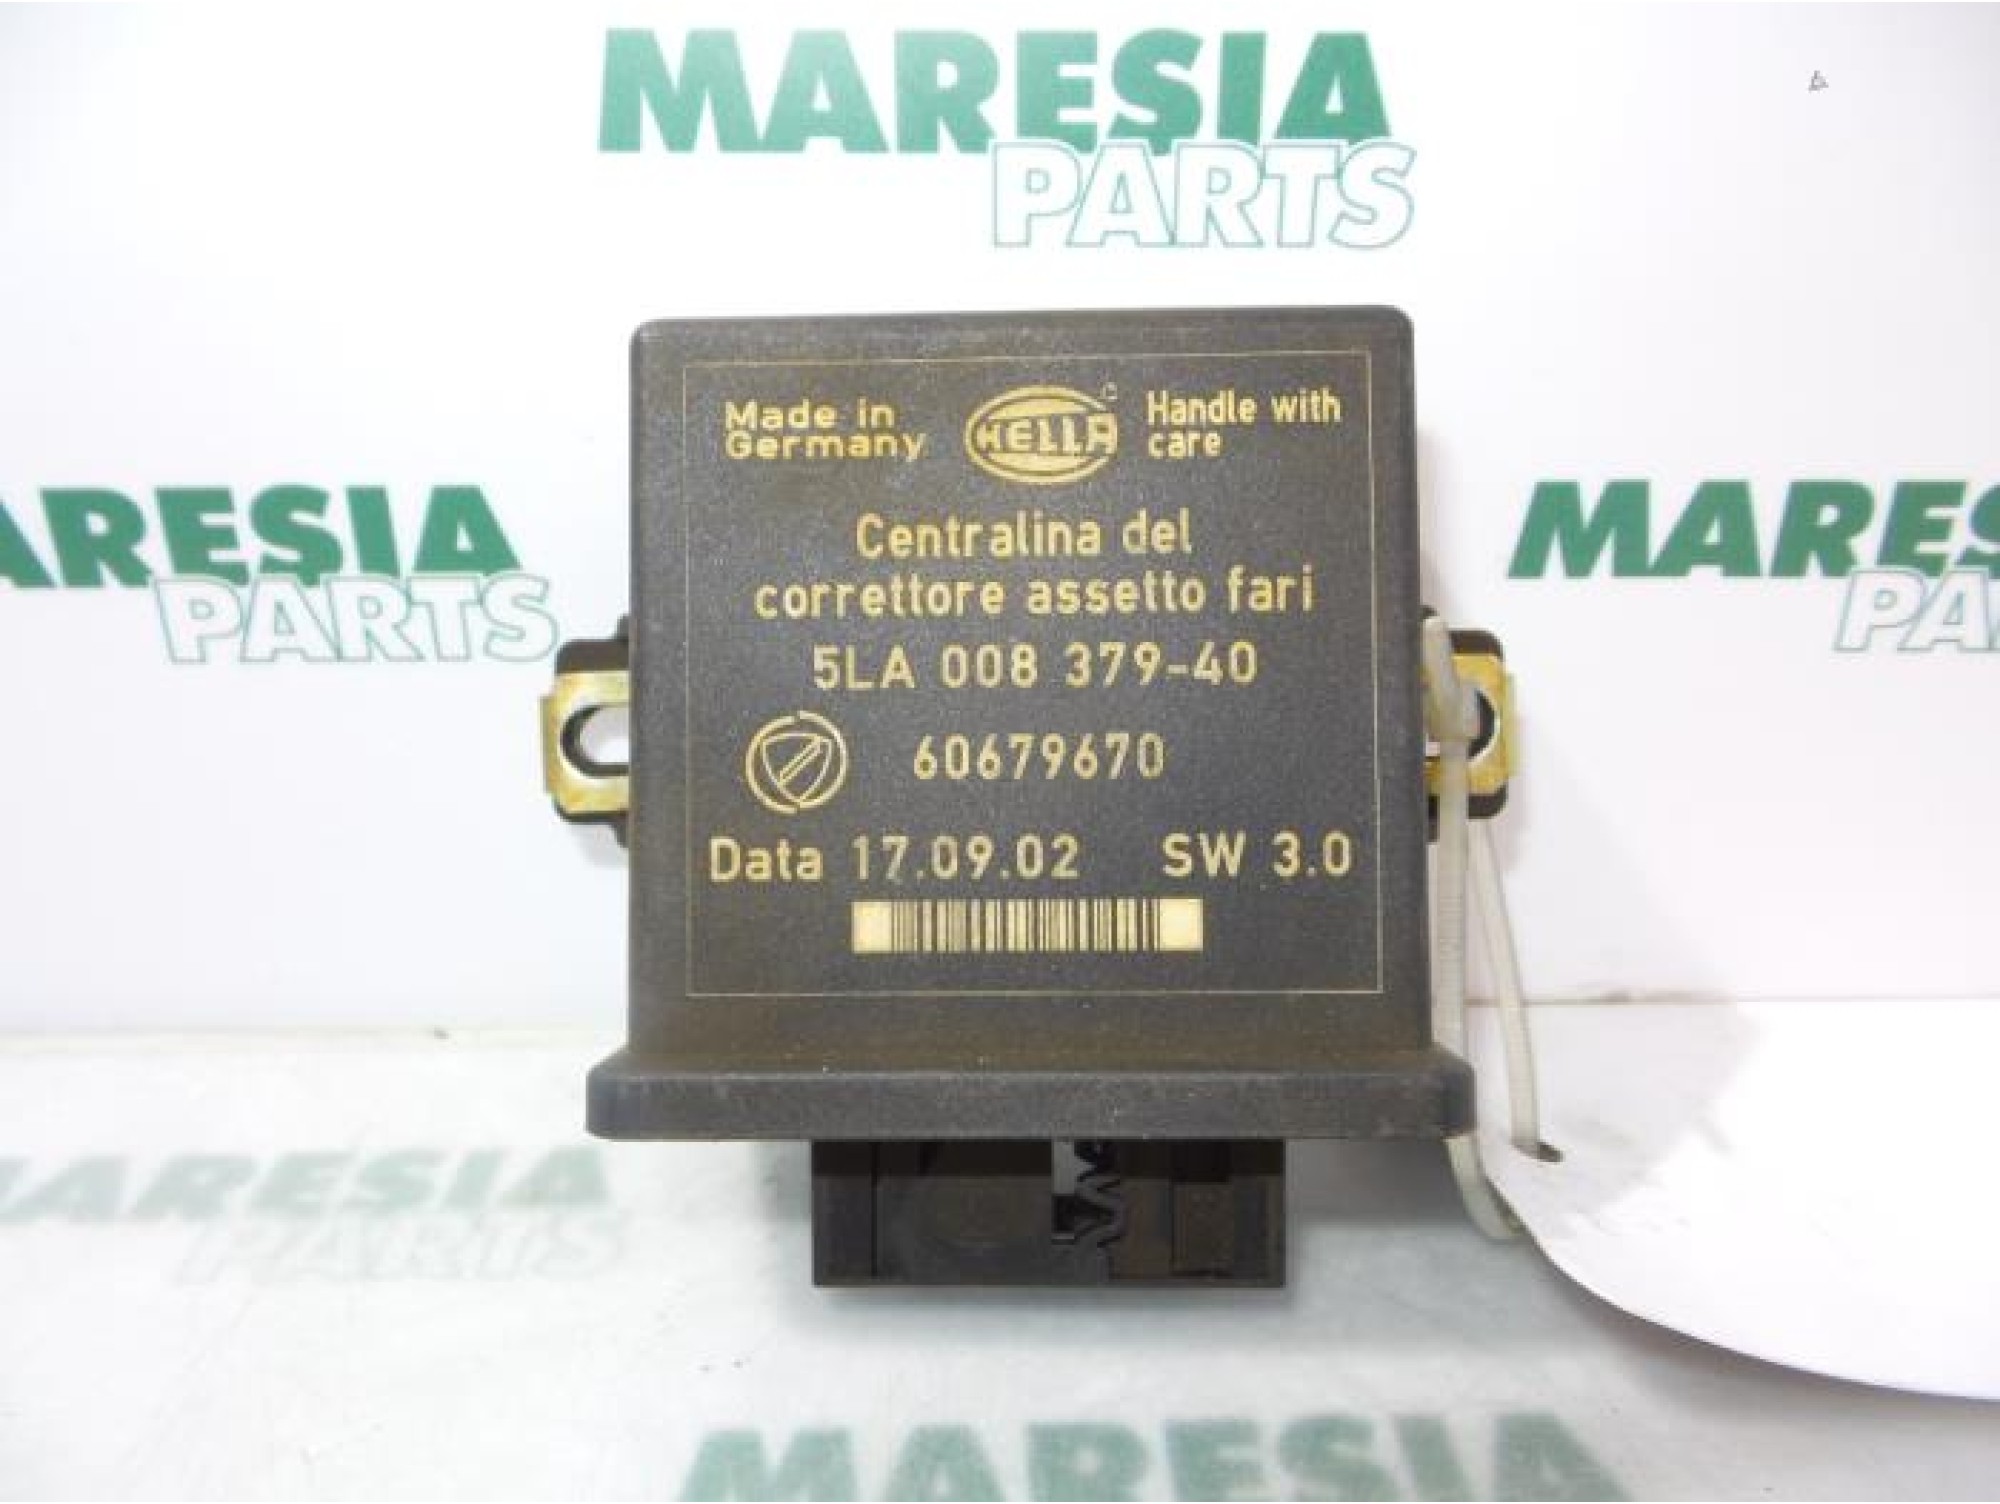 MARESIA
PARTS
Made in
Germany
HELLA
Handle with
care
Centralina del
correttore assetto fari
5LA 008 379-40
60679670
Data 17.09.02 SW 3.0
ARESIA
PARTS
MARES
PA
MARESIA
PARTS
MARESIA